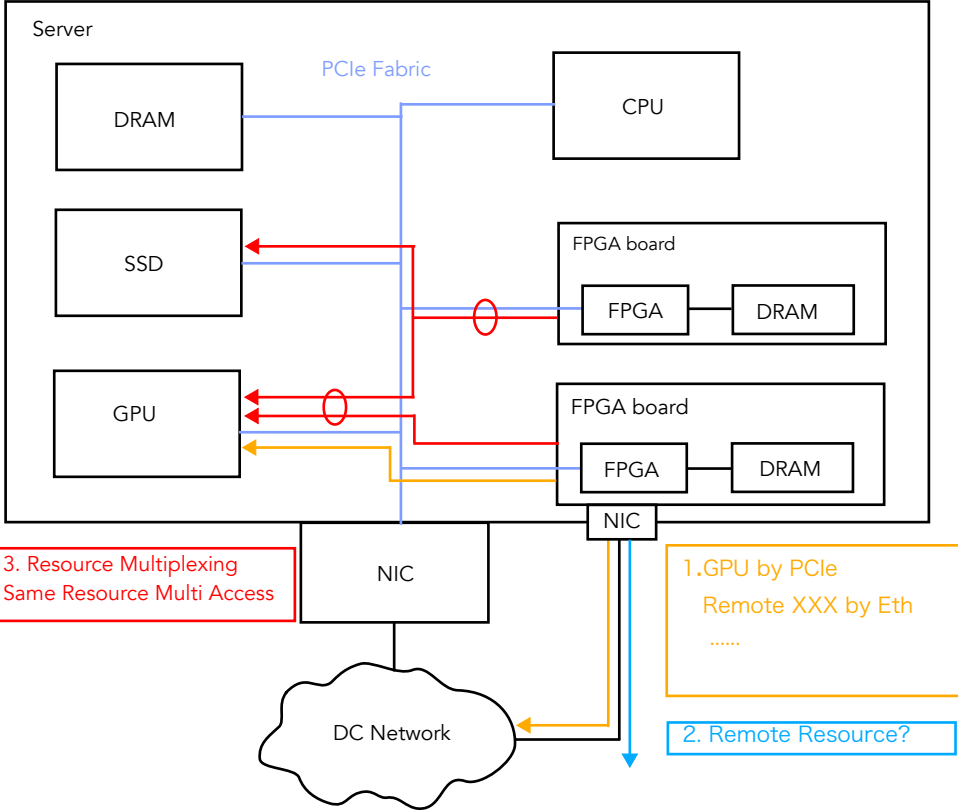 Server
PCIe Fabric
DRAM
CPU
SSD
FPGA board
FPGA
DRAM
GPU
FPGA board
FPGA
DRAM
NIC
3. Resource Multiplexing
Same Resource Multi Access
NIC
1.GPU by PCIe
Remote XXX by Eth
......
DC Network
2. Remote Resource?